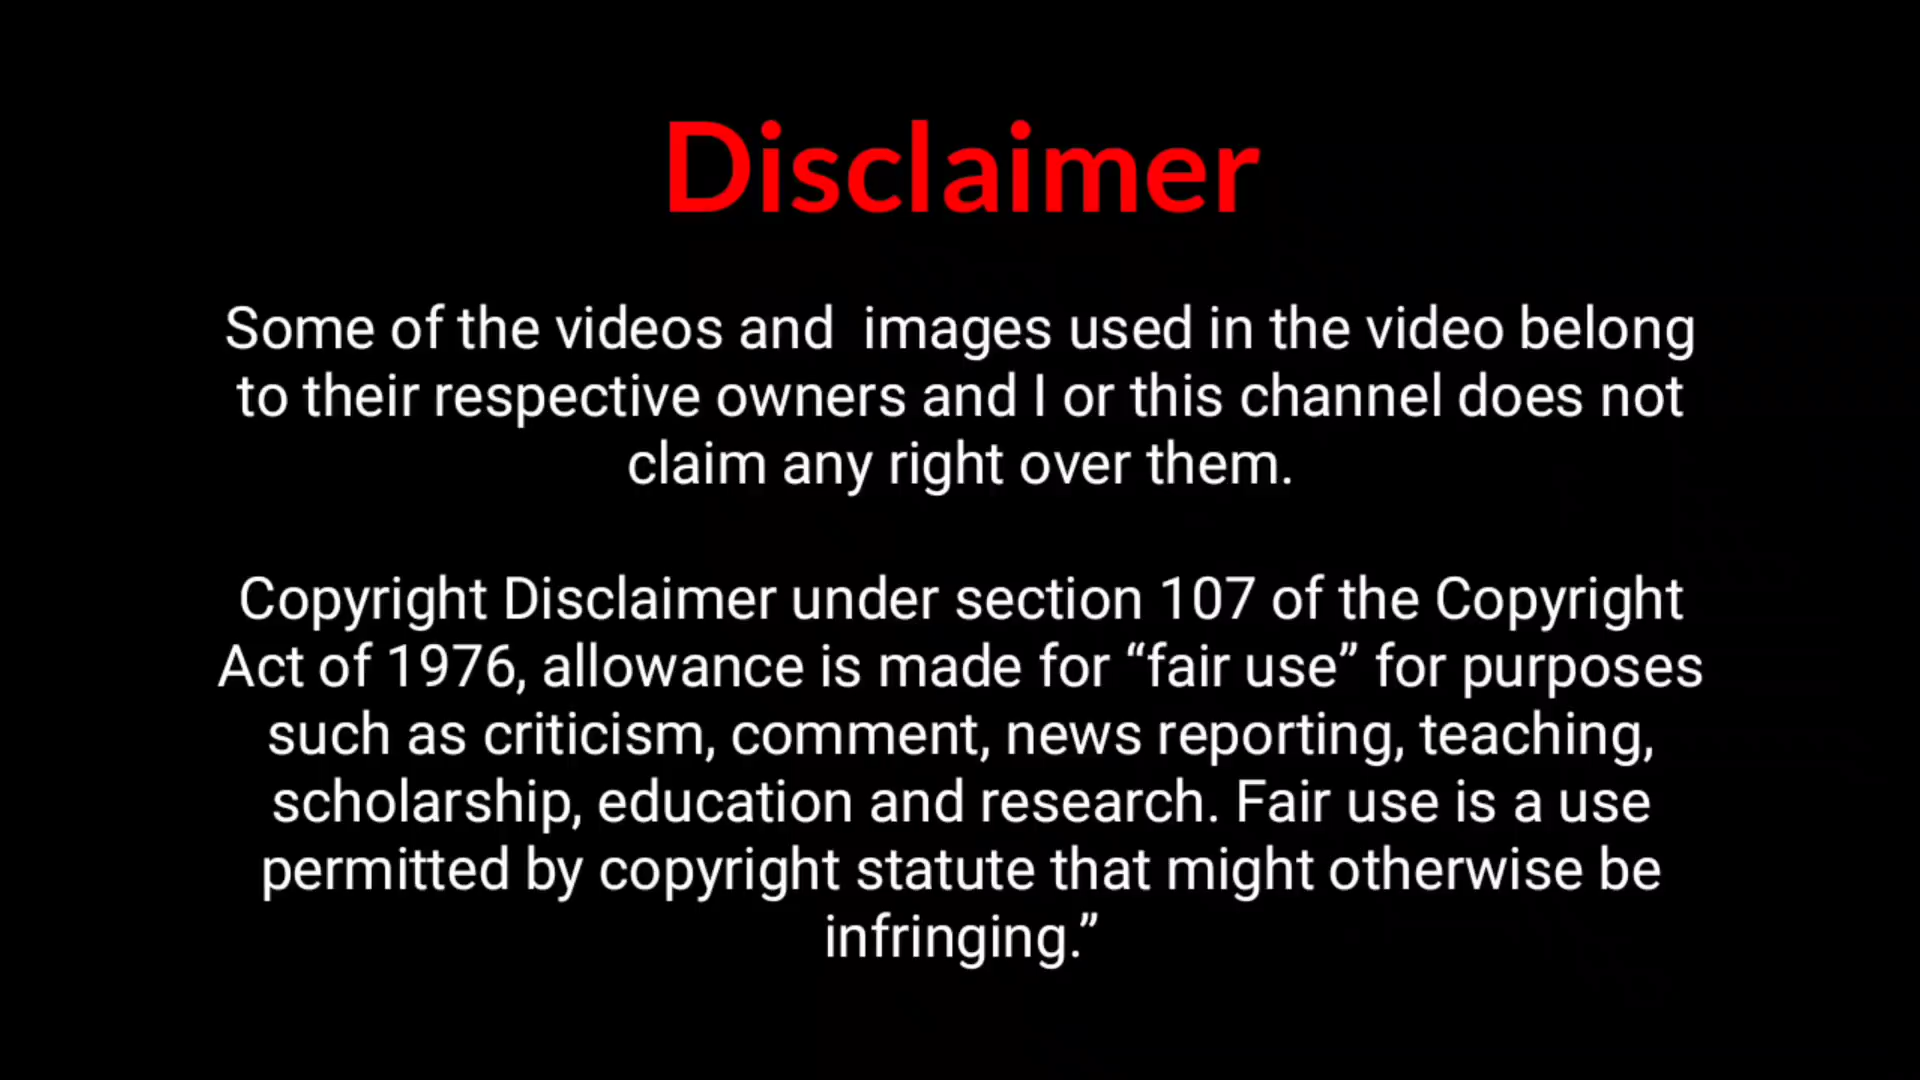 Disclaimer
Some of the videos and  images used in the video belong
to their respective owners and I or this channel does not
claim any right over them.
Copyright Disclaimer under section 107 of the Copyright
Act of 1976, allowance is made for “fair use” for purposes
such as criticism, comment, news reporting, teaching,
scholarship, education and research. Fair use is a use
permitted by copyright statute that might otherwise be
infringing.”